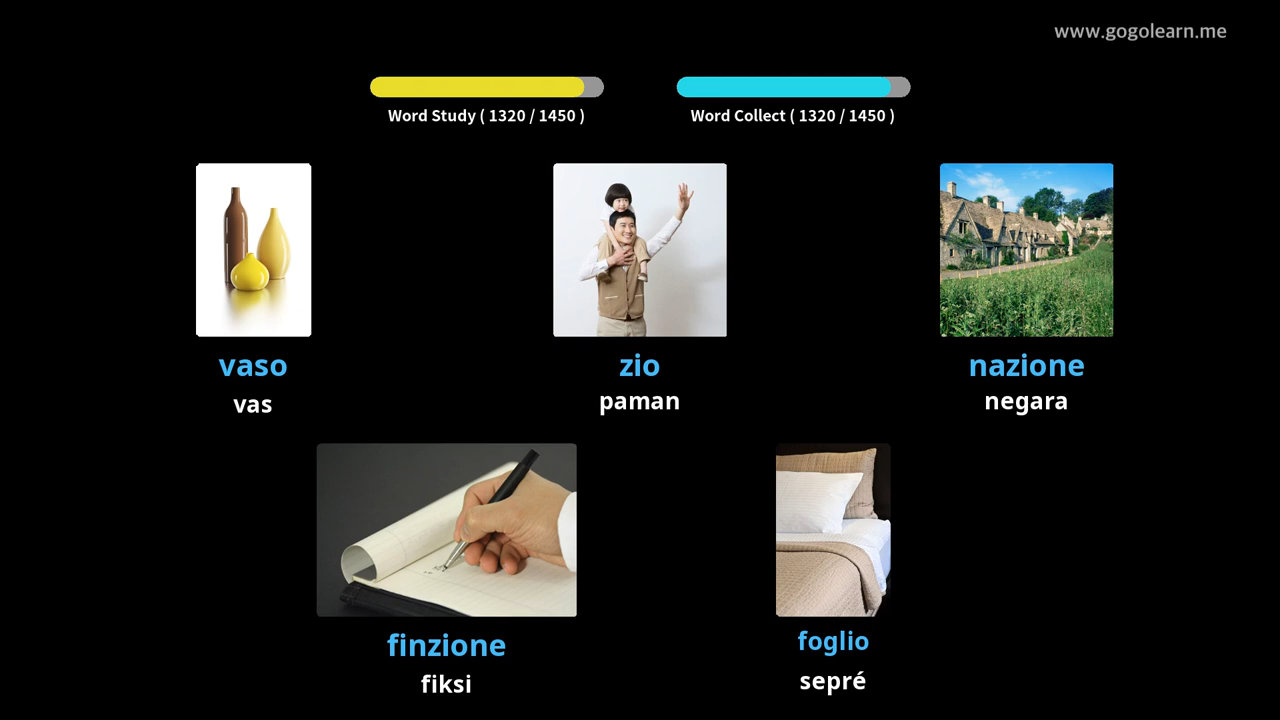 www.gogolearn.me
Word Study ( 1320 / 1450 )
Word Collect ( 1320 / 1450 )
vaso
vas
zio
paman
nazione
negara
finzione
fiksi
foglio
sepré